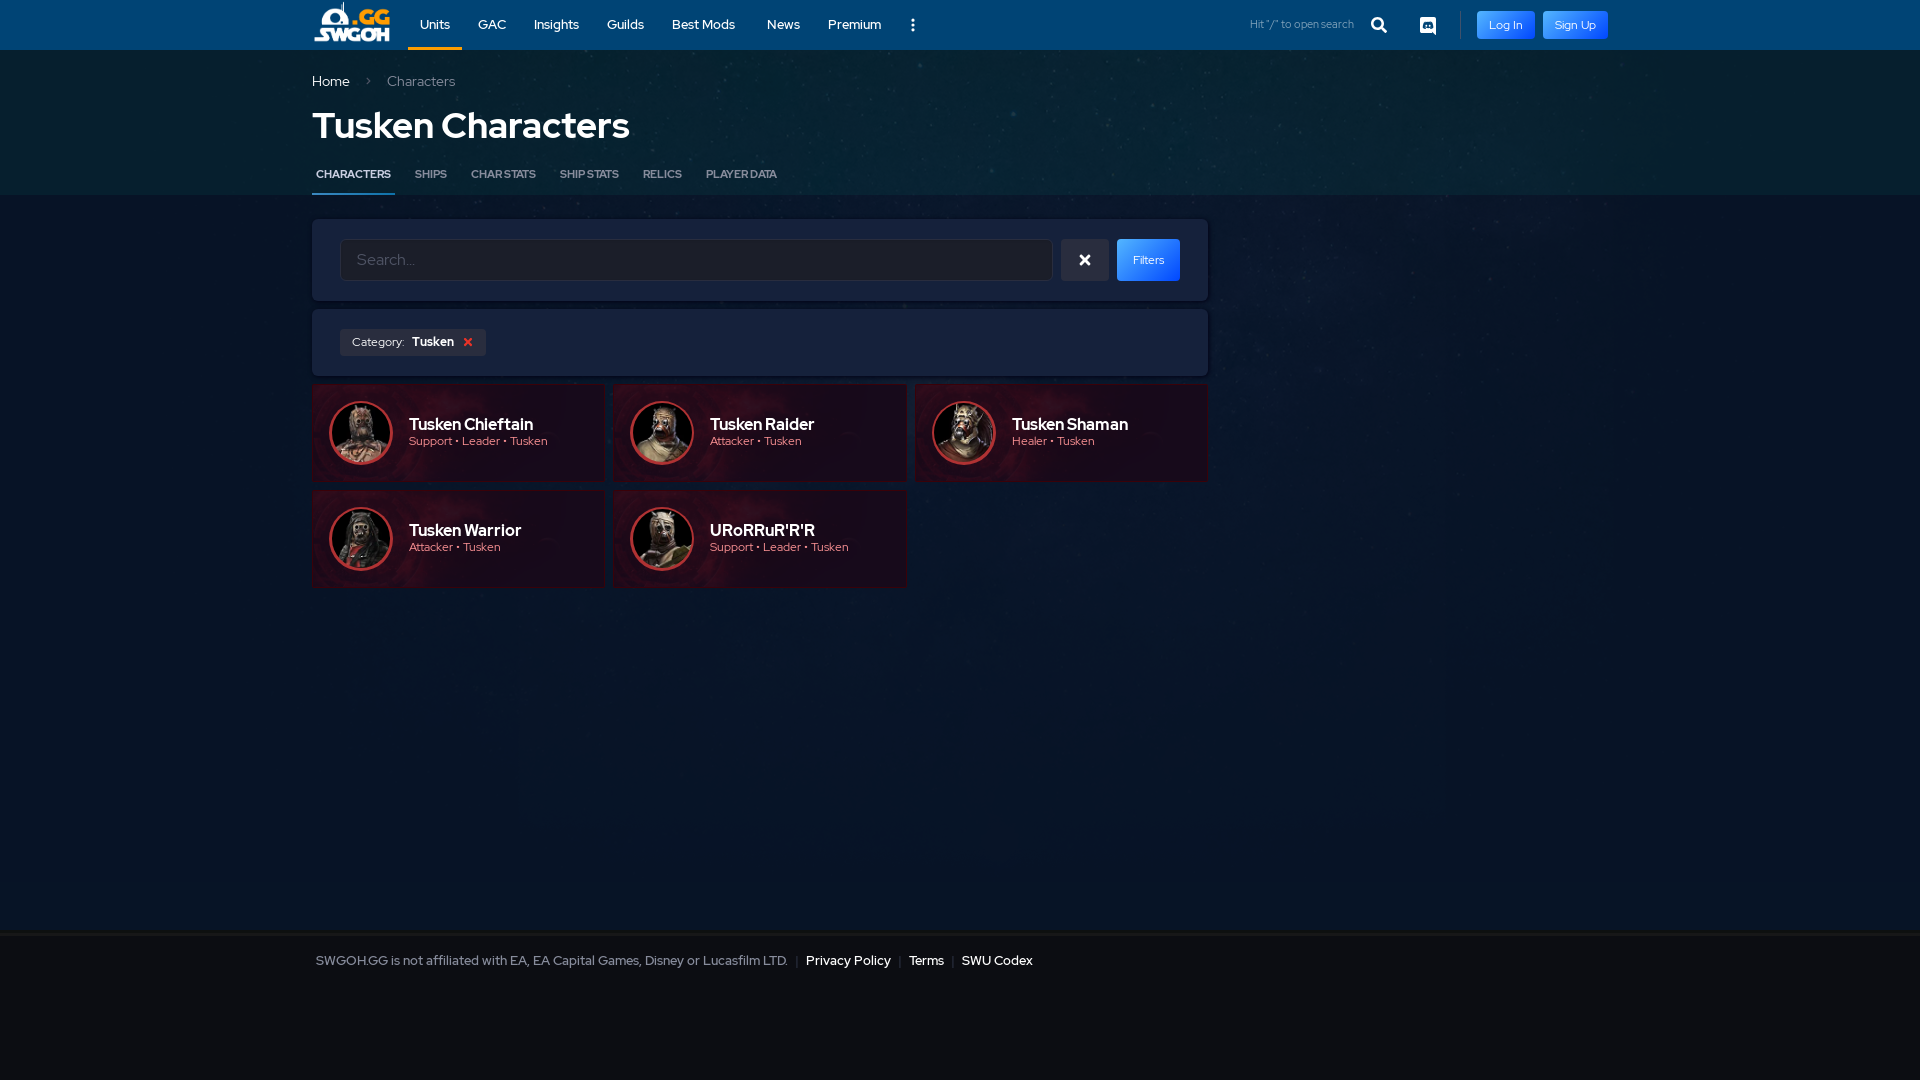 .GG
SWGOH
Units
GAC
Insights
Guilds
Best Mods
News
Premium
Hit "/" to open search
Log In
Sign Up
Home
Characters
Tusken Characters
CHARACTERS
SHIPS
CHAR STATS
SHIP STATS
RELICS
PLAYER DATA
Search...
Filters
Category: Tusken
Tusken Chieftain
Support • Leader • Tusken
Tusken Raider
Attacker • Tusken
Tusken Shaman
Healer • Tusken
Tusken Warrior
Attacker • Tusken
URoRRuR'R'R
Support • Leader • Tusken
SWGOH.GG is not affiliated with EA, EA Capital Games, Disney or Lucasfilm LTD. | Privacy Policy | Terms | SWU Codex